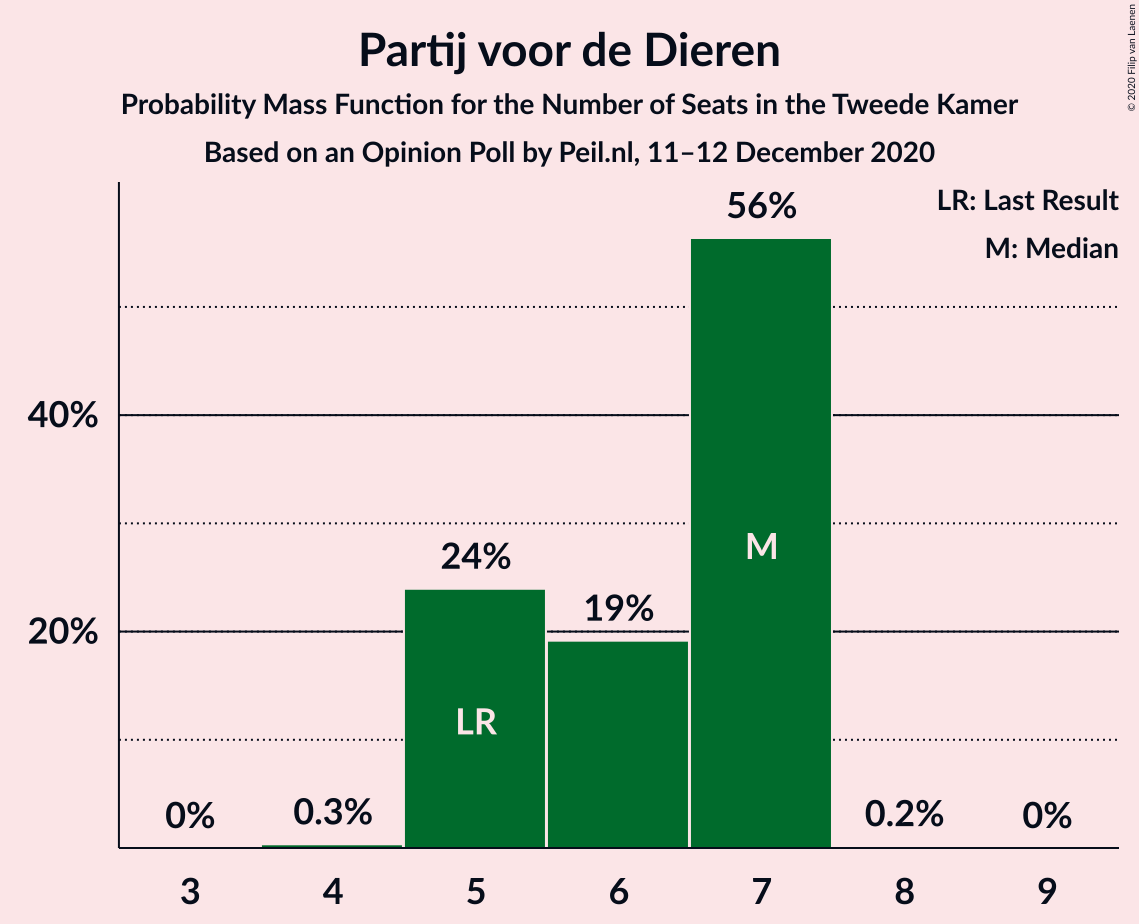 Partij voor de Dieren
Probability Mass Function for the Number of Seats in the Tweede Kamer
Based on an Opinion Poll by Peil.nl, 11–12 December 2020
© 2020 Filip van Laenen
LR: Last Result
M: Median
56%
40%
M
24%
19%
20%
LR
0%
0.3%
0.2%
0%
3 4 5 6 7 8 9